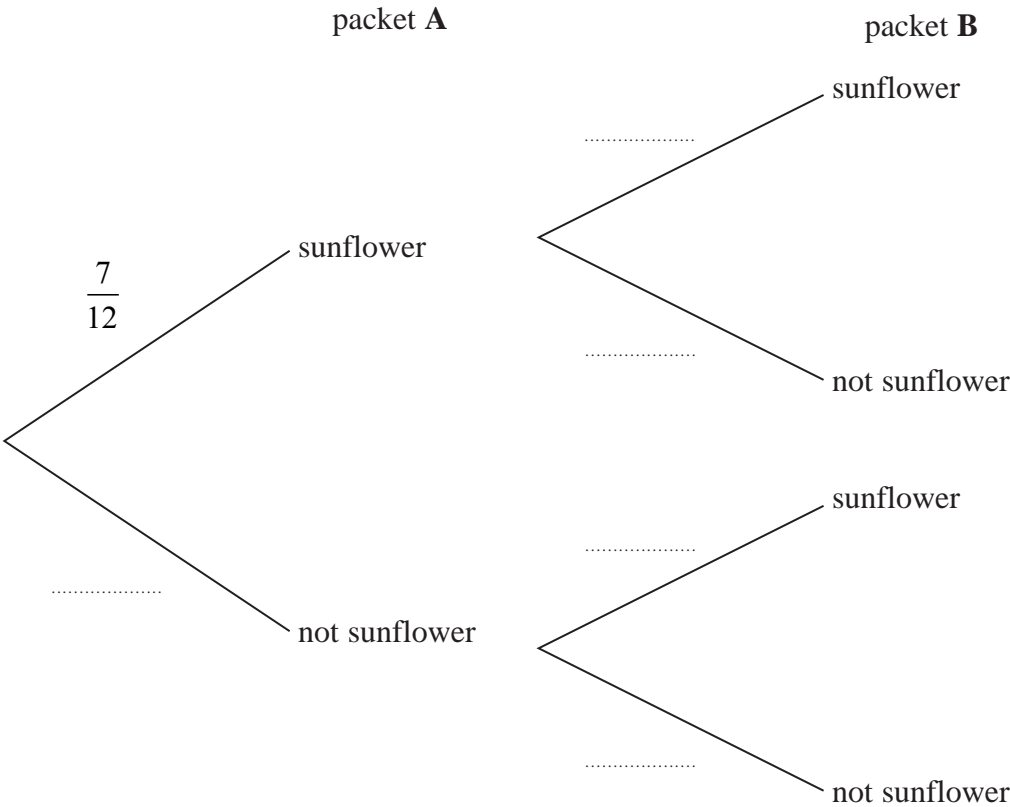 packet A
packet B
sunflower
....................
sunflower
7
12
....................
not sunflower
sunflower
....................
....................
not sunflower
....................
not sunflower